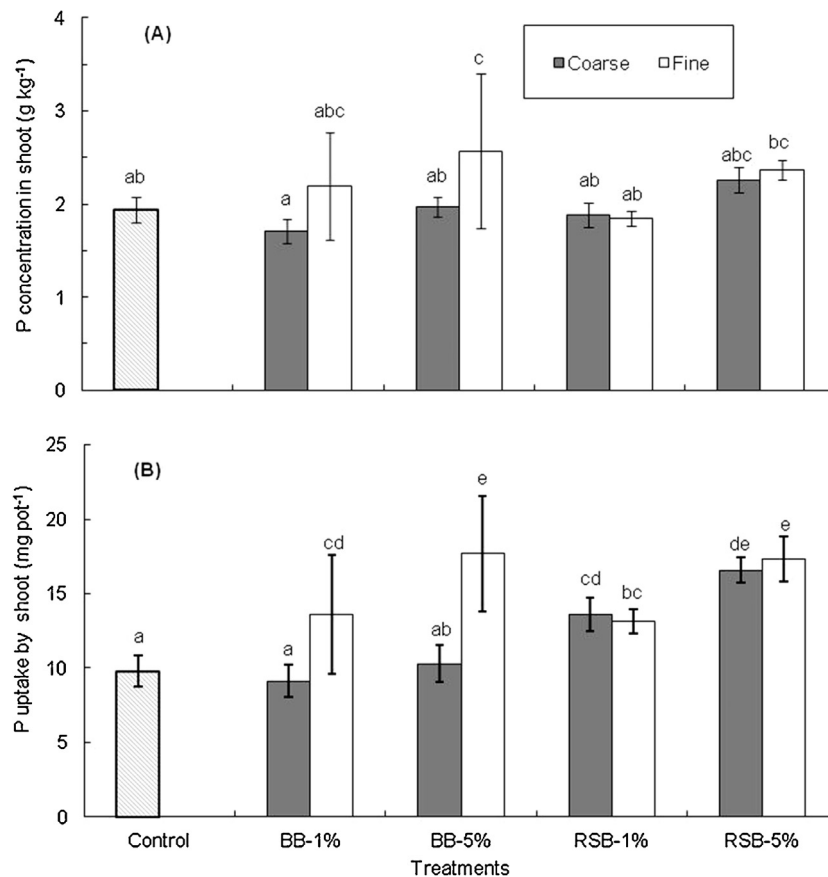 (A)
Coarse Fine
P concentration in shoot (g kg⁻¹)
4
3
2
1
0
ab
a
abc
ab
c
ab
ab
abc
bc
(B)
P uptake by shoot (mg pot⁻¹)
25
20
15
10
5
0
a
a
cd
ab
e
cd
bc
de
e
Control BB-1% BB-5% RSB-1% RSB-5%
Treatments